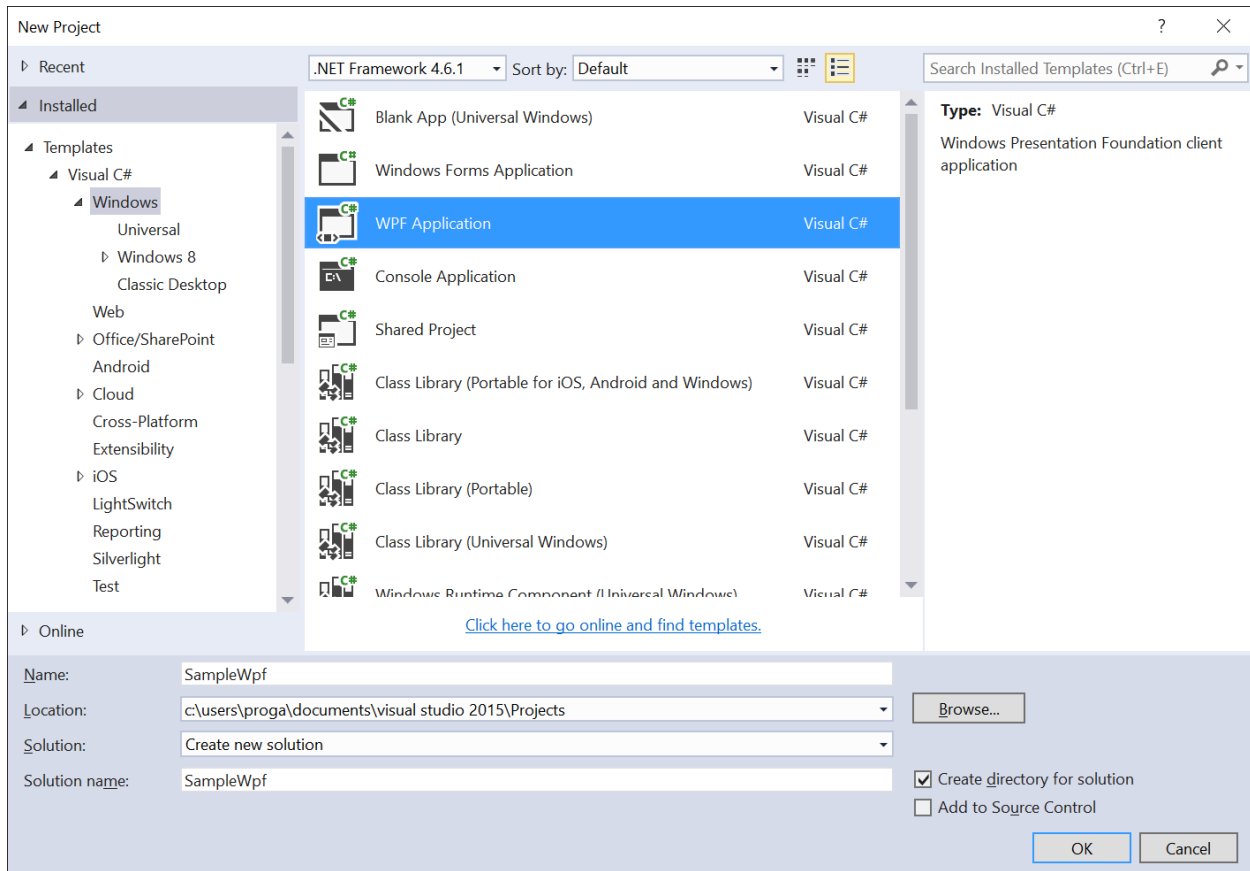 New Project
?
Recent
.NET Framework 4.6.1
Sort by:
Default
Search Installed Templates (Ctrl+E)
Installed
Templates
Visual C#
Windows
Universal
Windows 8
Classic Desktop
Web
Office/SharePoint
Android
Cloud
Cross-Platform
Extensibility
iOS
LightSwitch
Reporting
Silverlight
Test
Online
C# Blank App (Universal Windows) Visual C#
C# Windows Forms Application Visual C#
C# WPF Application Visual C#
C# Console Application Visual C#
C# Shared Project Visual C#
C# Class Library (Portable for iOS, Android and Windows) Visual C#
C# Class Library Visual C#
C# Class Library (Portable) Visual C#
C# Class Library (Universal Windows) Visual C#
C# Windows Runtime Component (Universal Windows) Visual C#
Click here to go online and find templates.
Type: Visual C#
Windows Presentation Foundation client
application
Name: SampleWpf
Location: c:\users\proga\documents\visual studio 2015\Projects
Browse...
Solution: Create new solution
Solution name: SampleWpf
Create directory for solution
Add to Source Control
OK
Cancel